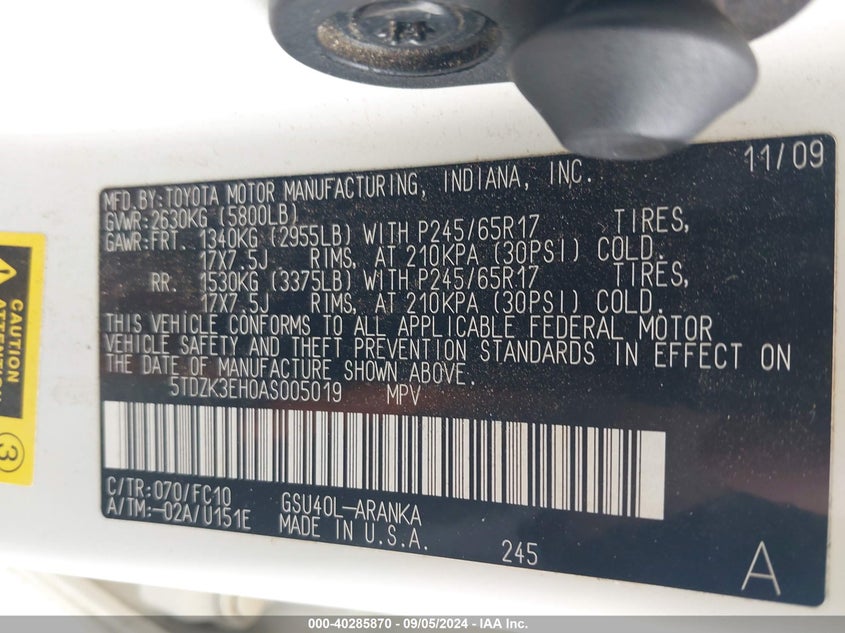 11/09
MFD.BY:TOYOTA MOTOR MANUFACTURING, INDIANA, INC.
GVWR:2630KG (5800LB)
GAWR:FRT. 1340KG (2955LB) WITH P245/65R17 TIRES,
17X7.5J RIMS, AT 210KPA (30PSI) COLD.
RR. 1530KG (3375LB) WITH P245/65R17 TIRES,
17X7.5J RIMS, AT 210KPA (30PSI) COLD.
THIS VEHICLE CONFORMS TO ALL APPLICABLE FEDERAL MOTOR
VEHICLE SAFETY AND THEFT PREVENTION STANDARDS IN EFFECT ON
THE DATE OF MANUFACTURE SHOWN ABOVE.
5TDZK3EH0AS005019 MPV
C/TR:070/FC10 GSU40L-ARANKA
A/TM:-02A/U151E MADE IN U.S.A.
245
A
CAUTION
ATTENTION
3
000-40285870 - 09/05/2024 - IAA Inc.